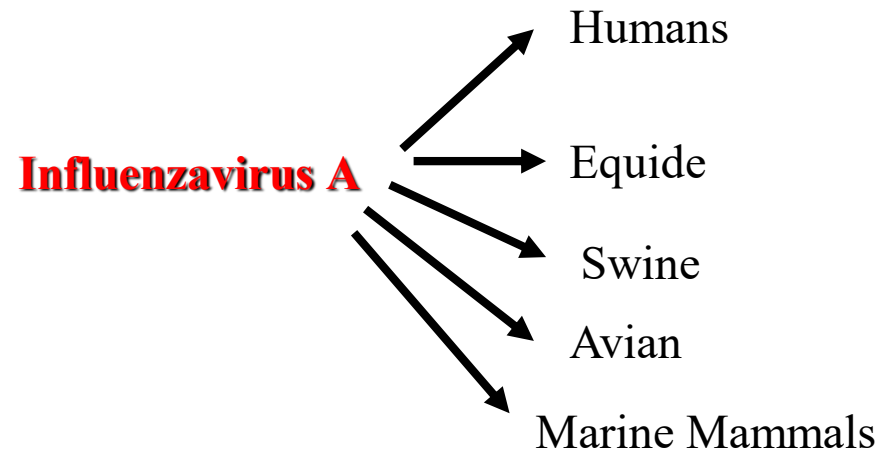 Humans
Influenzavirus A
Equide
Swine
Avian
Marine Mammals